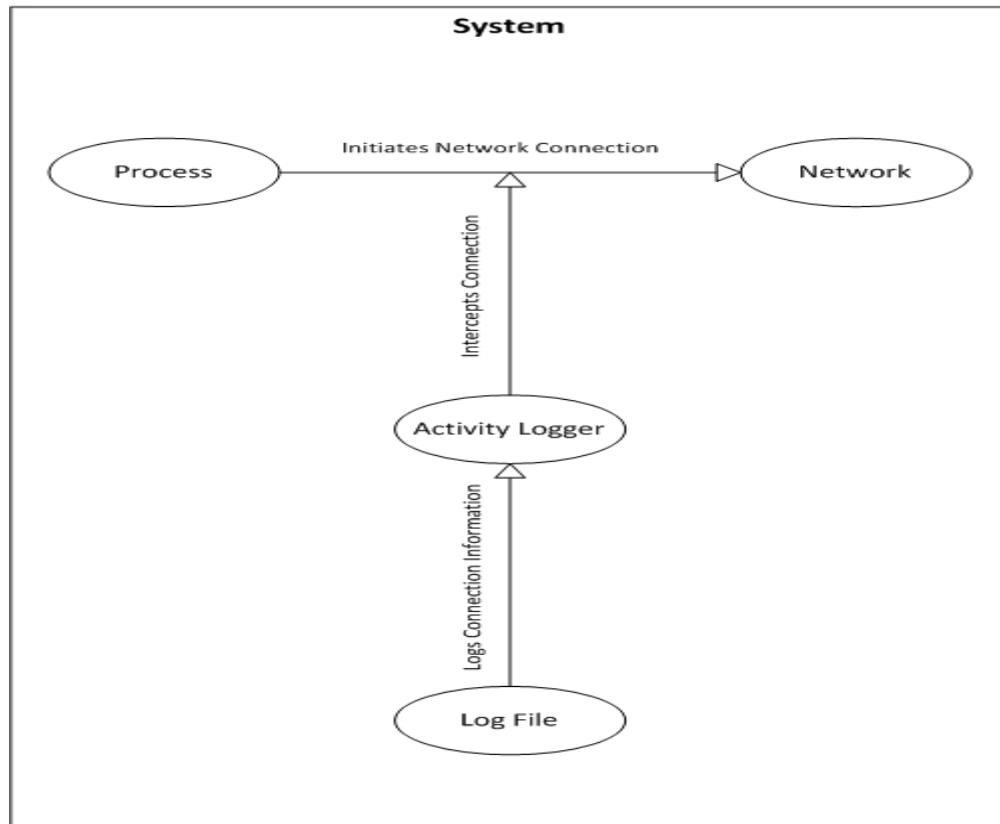 System
Initiates Network Connection
Process
Network
Intercepts Connection
Activity Logger
Logs Connection Information
Log File